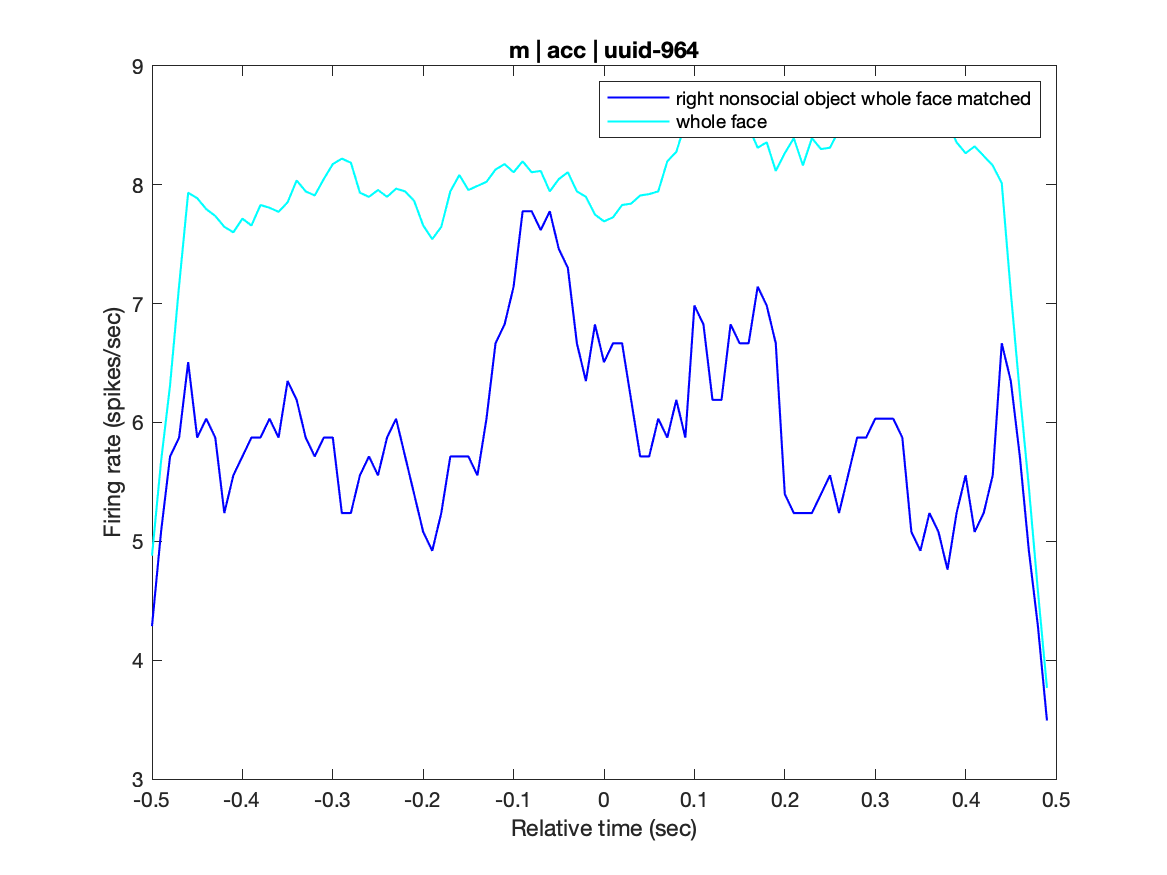 m | acc | uuid-964
9
right nonsocial object whole face matched
whole face
8
7
6
5
4
3
Firing rate (spikes/sec)
-0.5 -0.4 -0.3 -0.2 -0.1 0 0.1 0.2 0.3 0.4 0.5
Relative time (sec)